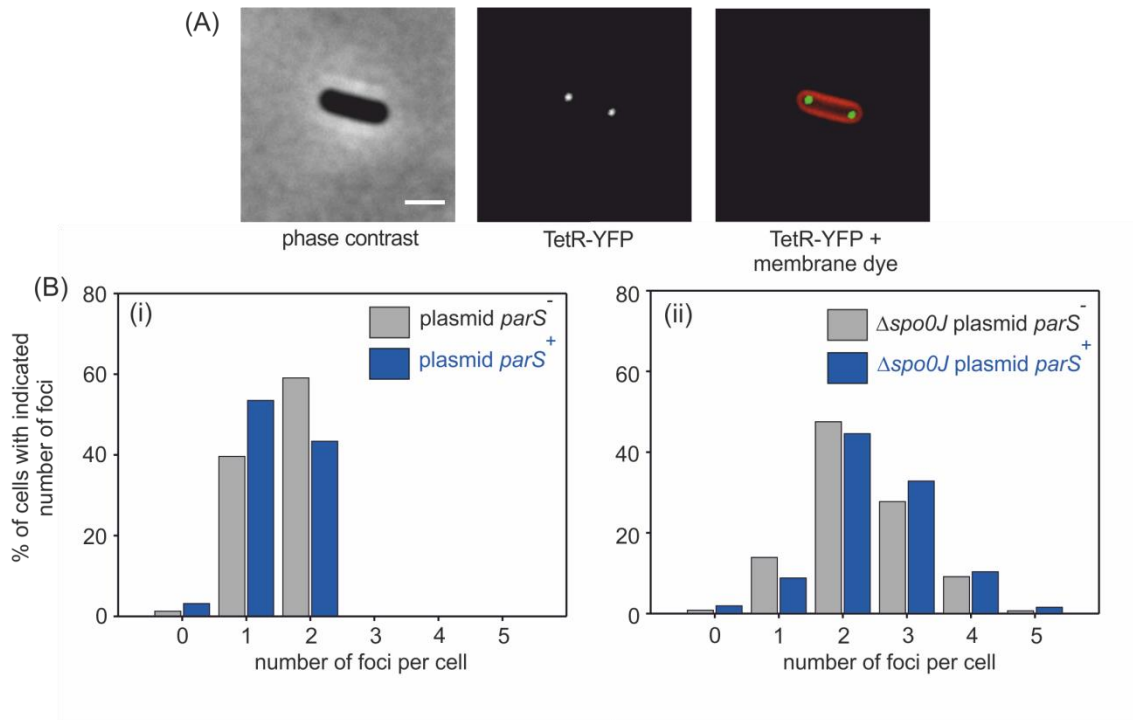 (A)
phase contrast
TetR-YFP
TetR-YFP +
membrane dye
(B)
% of cells with indicated
number of foci
80
60
40
20
0
(i)
plasmid parS-
plasmid parS+
0 1 2 3 4 5
number of foci per cell
80
60
40
20
0
(ii)
Δspo0J plasmid parS-
Δspo0J plasmid parS+
0 1 2 3 4 5
number of foci per cell